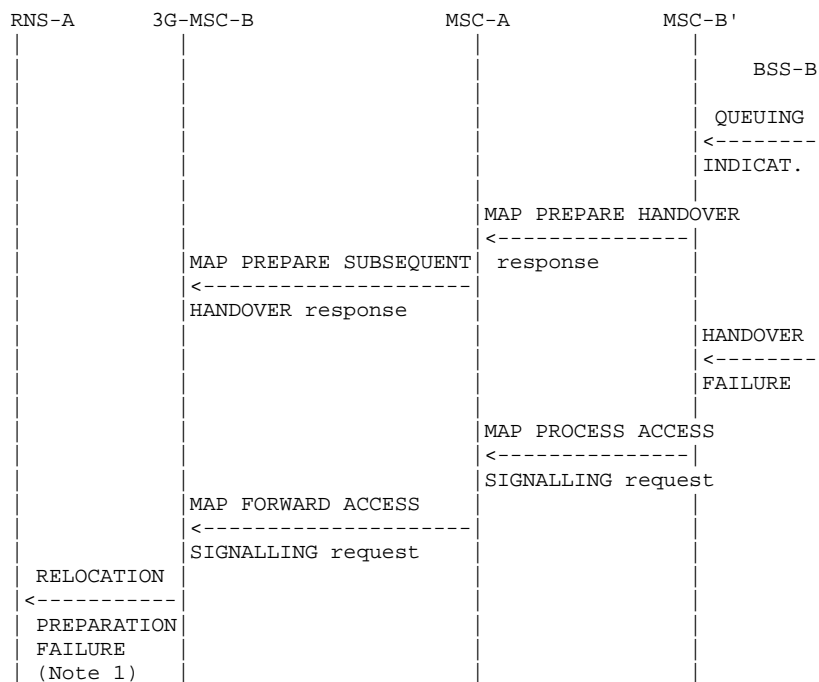 RNS-A 3G-MSC-B MSC-A MSC-B'
BSS-B
QUEUING
INDICAT.
MAP PREPARE HANDOVER
MAP PREPARE SUBSEQUENT response
HANDOVER response
HANDOVER
FAILURE
MAP PROCESS ACCESS
SIGNALLING request
MAP FORWARD ACCESS
SIGNALLING request
RELOCATION
PREPARATION
FAILURE
(Note 1)